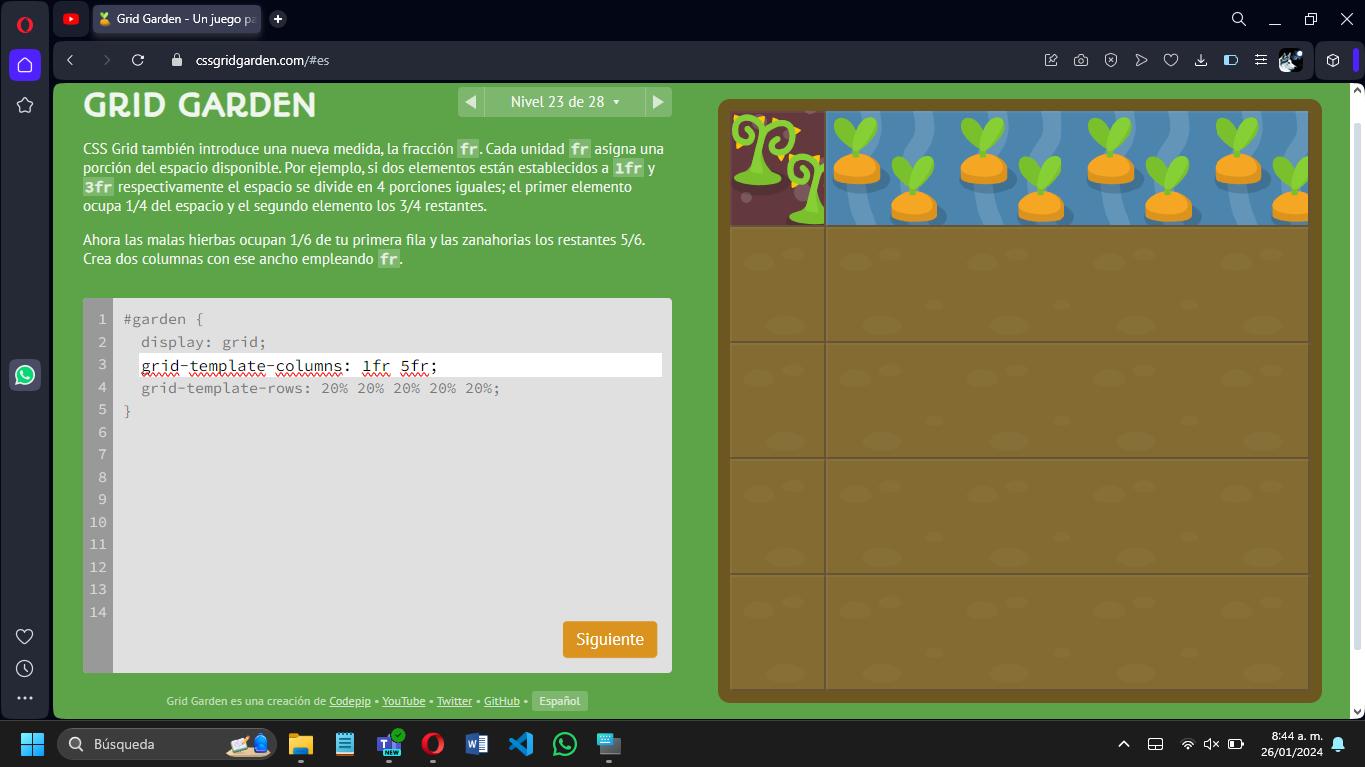 Grid Garden - Un juego pa
cssgridgarden.com/#es
GRID GARDEN
Nivel 23 de 28
CSS Grid también introduce una nueva medida, la fracción fr. Cada unidad fr asigna una
porción del espacio disponible. Por ejemplo, si dos elementos están establecidos a 1fr y
3fr respectivamente el espacio se divide en 4 porciones iguales; el primer elemento
ocupa 1/4 del espacio y el segundo elemento los 3/4 restantes.
Ahora las malas hierbas ocupan 1/6 de tu primera fila y las zanahorias los restantes 5/6.
Crea dos columnas con ese ancho empleando fr.
1 #garden {
2 display: grid;
3 grid-template-columns: 1fr 5fr;
4 grid-template-rows: 20% 20% 20% 20% 20%;
5 }
6
7
8
9
10
11
12
13
14
Siguiente
Grid Garden es una creación de Codepip • YouTube • Twitter • GitHub • Español
Búsqueda
NEW
8:44 a. m.
26/01/2024